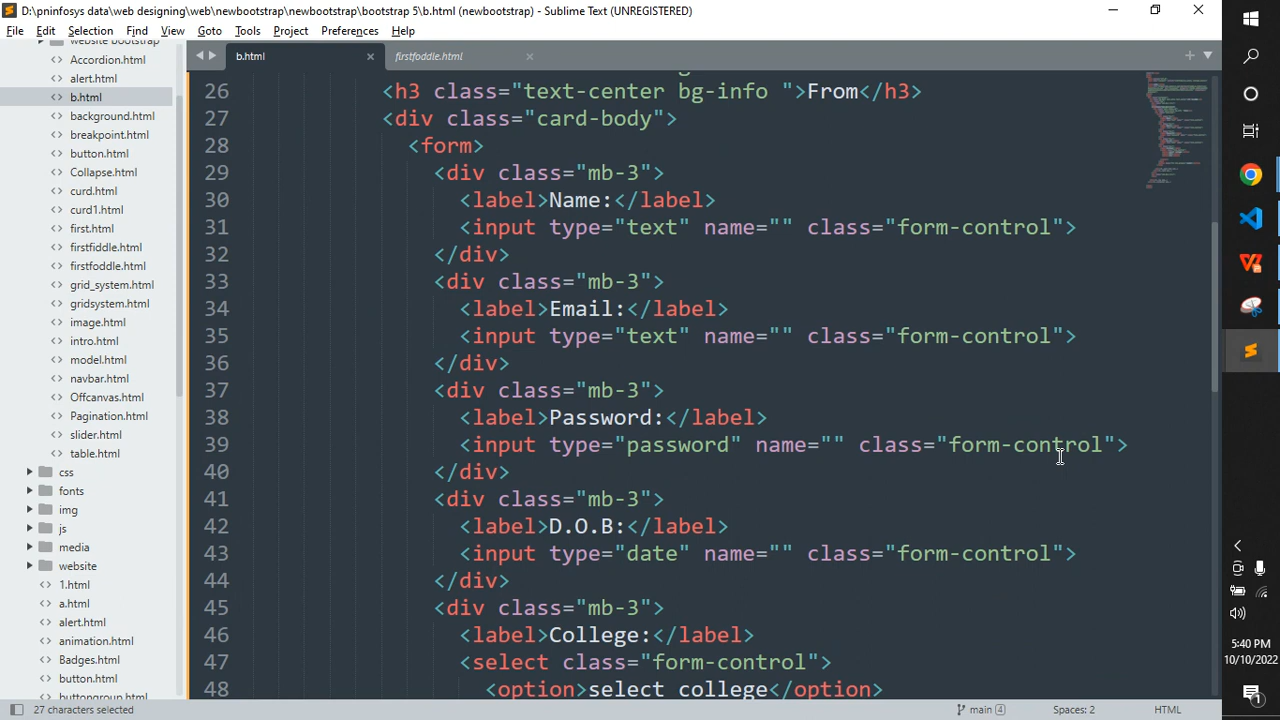 D:\pninfosys data\web designing\web\newbootstrap\newbootstrap\bootstrap 5\b.html (newbootstrap) - Sublime Text (UNREGISTERED)
File Edit Selection Find View Goto Tools Project Preferences Help
website bootstrap
Accordion.html
alert.html
b.html
background.html
breakpoint.html
button.html
Collapse.html
curd.html
curd1.html
first.html
firstfiddle.html
firstfoddle.html
grid_system.html
gridsystem.html
image.html
intro.html
model.html
navbar.html
Offcanvas.html
Pagination.html
slider.html
table.html
css
fonts
img
js
media
website
1.html
a.html
alert.html
animation.html
Badges.html
button.html
buttongroup.html
b.html
firstfoddle.html
26 <h3 class="text-center bg-info ">From</h3>
27 <div class="card-body">
28 <form>
29 <div class="mb-3">
30 <label>Name:</label>
31 <input type="text" name="" class="form-control">
32 </div>
33 <div class="mb-3">
34 <label>Email:</label>
35 <input type="text" name="" class="form-control">
36 </div>
37 <div class="mb-3">
38 <label>Password:</label>
39 <input type="password" name="" class="form-control">
40 </div>
41 <div class="mb-3">
42 <label>D.O.B:</label>
43 <input type="date" name="" class="form-control">
44 </div>
45 <div class="mb-3">
46 <label>College:</label>
47 <select class="form-control">
48 <option>select college</option>
27 characters selected
main 4
Spaces: 2
HTML
5:40 PM
10/10/2022
1